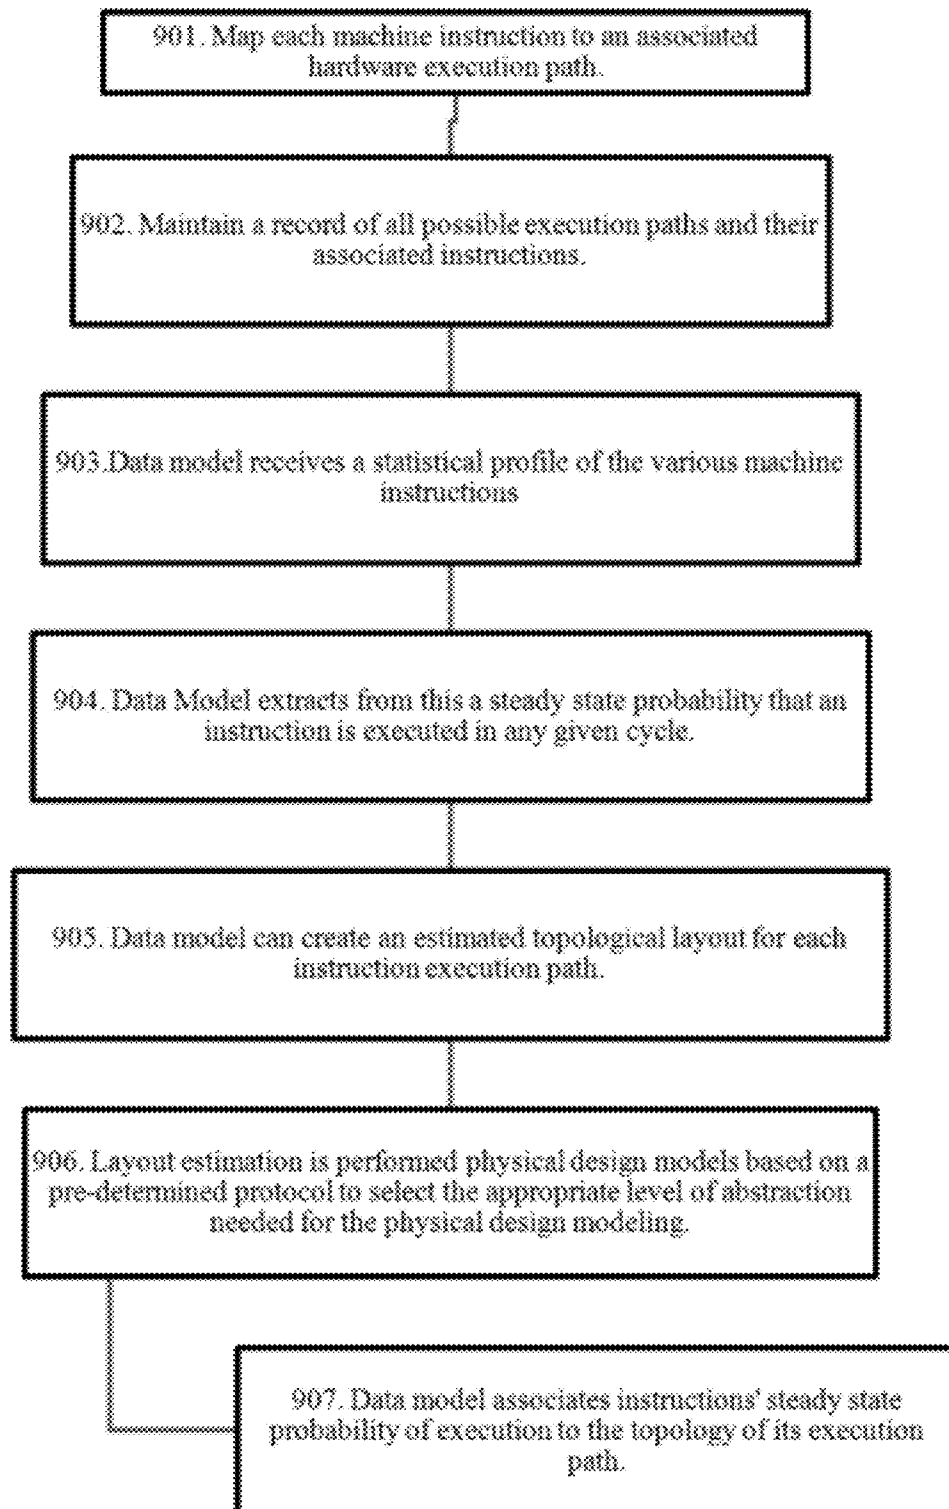 901. Map each machine instruction to an associated
hardware execution path.
902. Maintain a record of all possible execution paths and their
associated instructions.
903.Data model receives a statistical profile of the various machine
instructions
904. Data Model extracts from this a steady state probability that an
instruction is executed in any given cycle.
905. Data model can create an estimated topological layout for each
instruction execution path.
906. Layout estimation is performed physical design models based on a
pre-determined protocol to select the appropriate level of abstraction
needed for the physical design modeling.
907. Data model associates instructions' steady state
probability of execution to the topology of its execution
path.